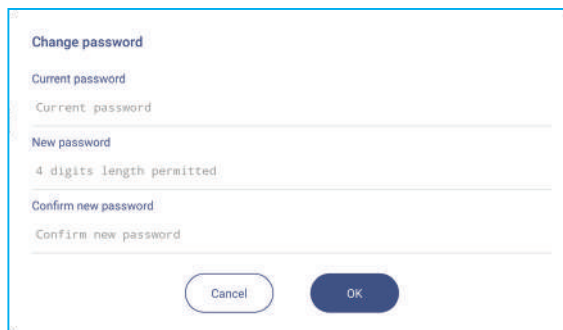 Change password
Current password
Current password
New password
4 digits length permitted
Confirm new password
Confirm new password
Cancel OK